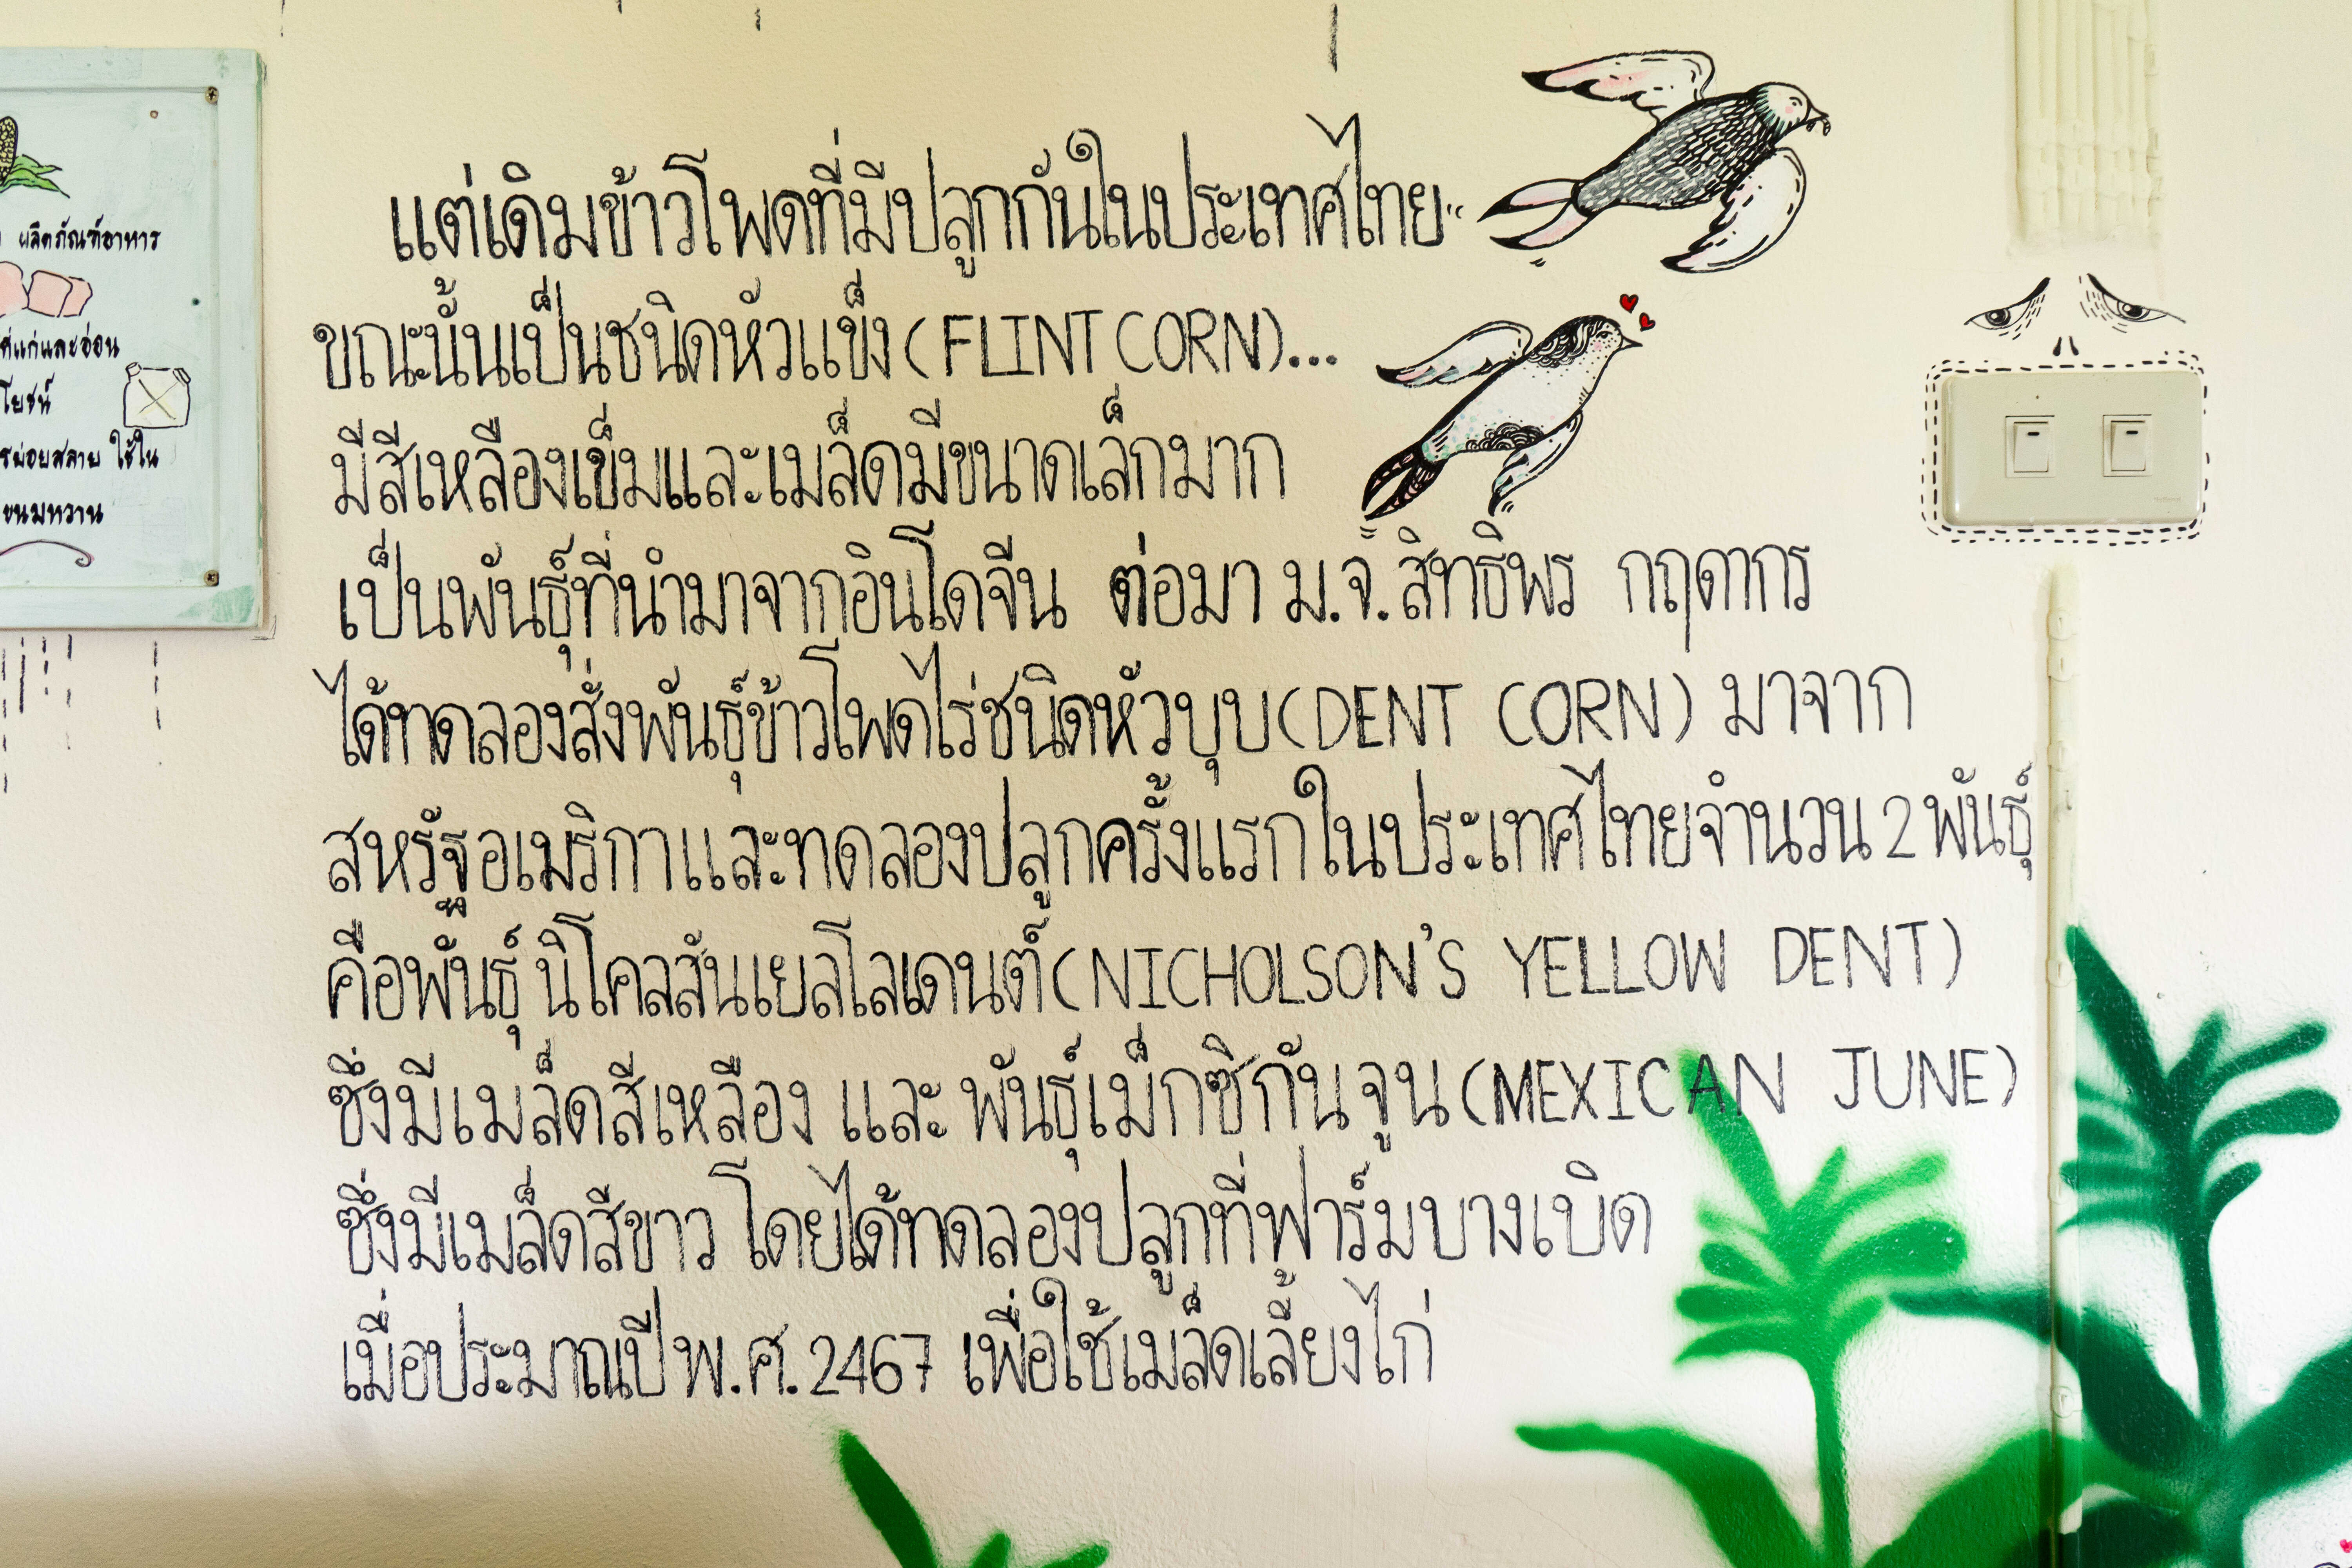 ผลิตภัณฑ์อาหาร
ที่แก่และอ่อน
โยชน์
รย่อยสลาย ใช้ใน
ขนมหวาน
แต่เดิมข้าวโพดที่มีปลูกกันในประเทศไทย..
ขณะนั้นเป็นชนิดหัวแข็ง(FLINT CORN)...
มีสีเหลืองเข็มและเมล็ดมีขนาดเล็กมาก
เป็นพันธุ์ที่นำมาจากอินโดจีน ต่อมา ม.จ.สิทธิพร กฤดากร
ได้ทดลองสั่งพันธุ์ข้าวโพดไร่ชนิดหัวบุบ(DENT CORN) มาจาก
สหรัฐอเมริกาและทดลองปลูกครั้งแรกในประเทศไทยจำนวน 2 พันธุ์
คือพันธุ์ นิโคลสันเยลโลเดนต์(NICHOLSON'S YELLOW DENT)
ซึ่งมีเมล็ดสีเหลือง และ พันธุ์เม็กซิกันจูน(MEXICAN JUNE)
ซึ่งมีเมล็ดสีขาว โดยได้ทดลองปลูกที่ฟาร์มบางเบิด
เมื่อประมาณปี พ.ศ. 2467 เพื่อใช้เมล็ดเลี้ยงไก่